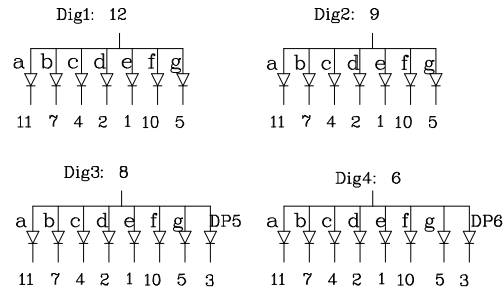 Dig1: 12
Dig2: 9
a b c d e f g
a b c d e f g
11 7 4 2 1 10 5
11 7 4 2 1 10 5
Dig3: 8
Dig4: 6
a b c d e f g DP5
a b c d e f g DP6
11 7 4 2 1 10 5 3
11 7 4 2 1 10 5 3